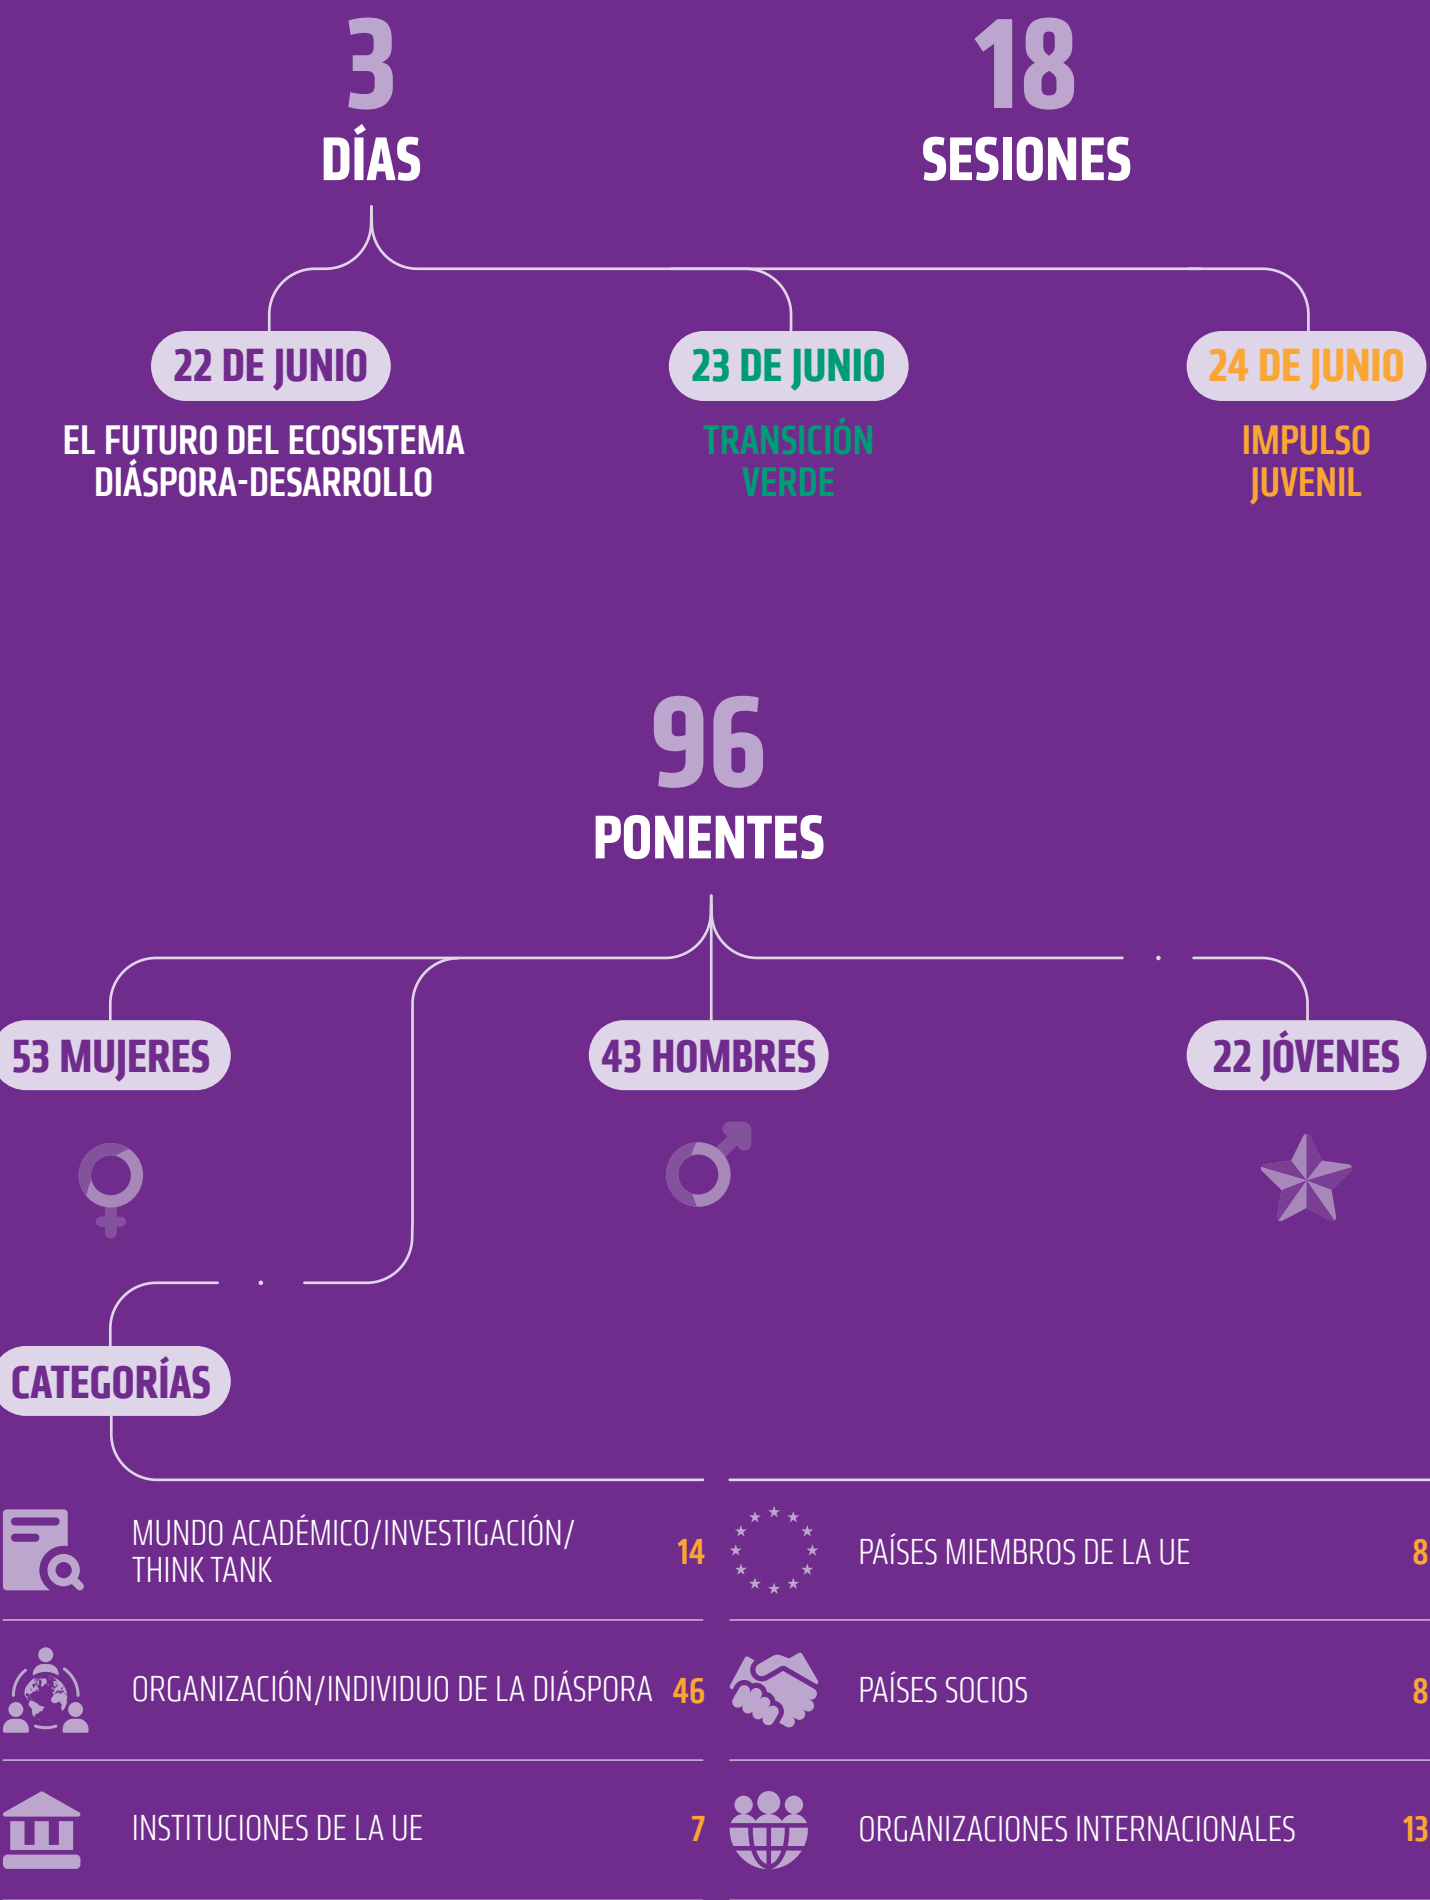 3
DÍAS
18
SESIONES
22 DE JUNIO
EL FUTURO DEL ECOSISTEMA
DIÁSPORA-DESARROLLO
23 DE JUNIO
TRANSICIÓN
VERDE
24 DE JUNIO
IMPULSO
JUVENIL
96
PONENTES
53 MUJERES
43 HOMBRES
22 JÓVENES
CATEGORÍAS
MUNDO ACADÉMICO/INVESTIGACIÓN/
THINK TANK
14
ORGANIZACIÓN/INDIVIDUO DE LA DIÁSPORA 46
INSTITUCIONES DE LA UE 7
PAÍSES MIEMBROS DE LA UE 8
PAÍSES SOCIOS 8
ORGANIZACIONES INTERNACIONALES 13